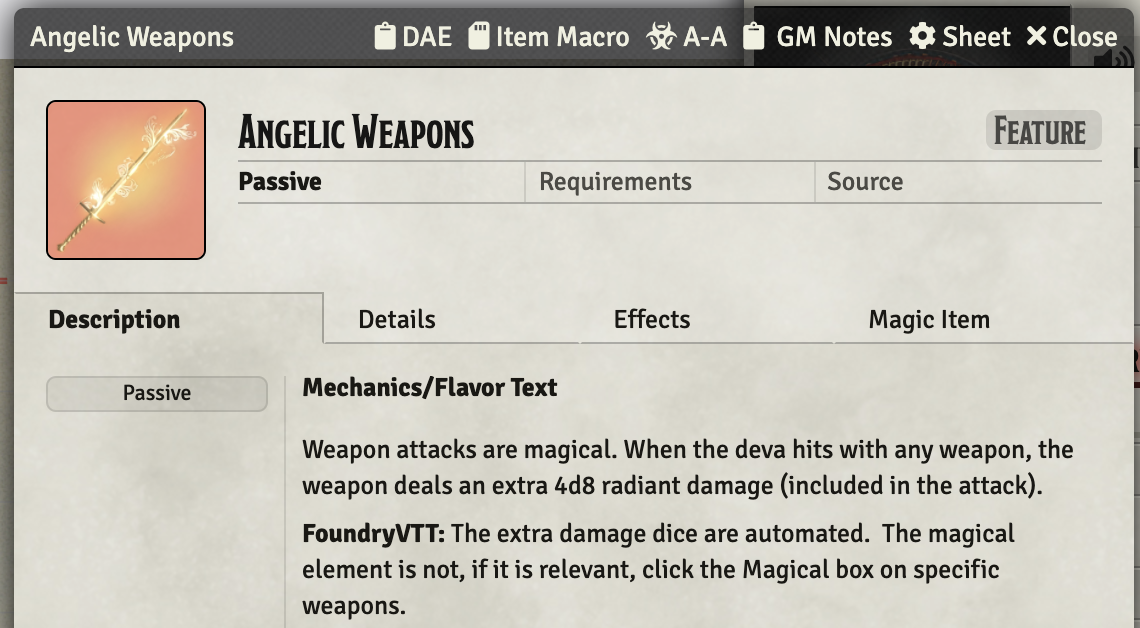 Angelic Weapons DAE Item Macro A-A GM Notes Sheet Close
Angelic Weapons Feature
Passive Requirements Source
Description Details Effects Magic Item
Passive
Mechanics/Flavor Text
Weapon attacks are magical. When the deva hits with any weapon, the
weapon deals an extra 4d8 radiant damage (included in the attack).
FoundryVTT: The extra damage dice are automated.  The magical
element is not, if it is relevant, click the Magical box on specific
weapons.